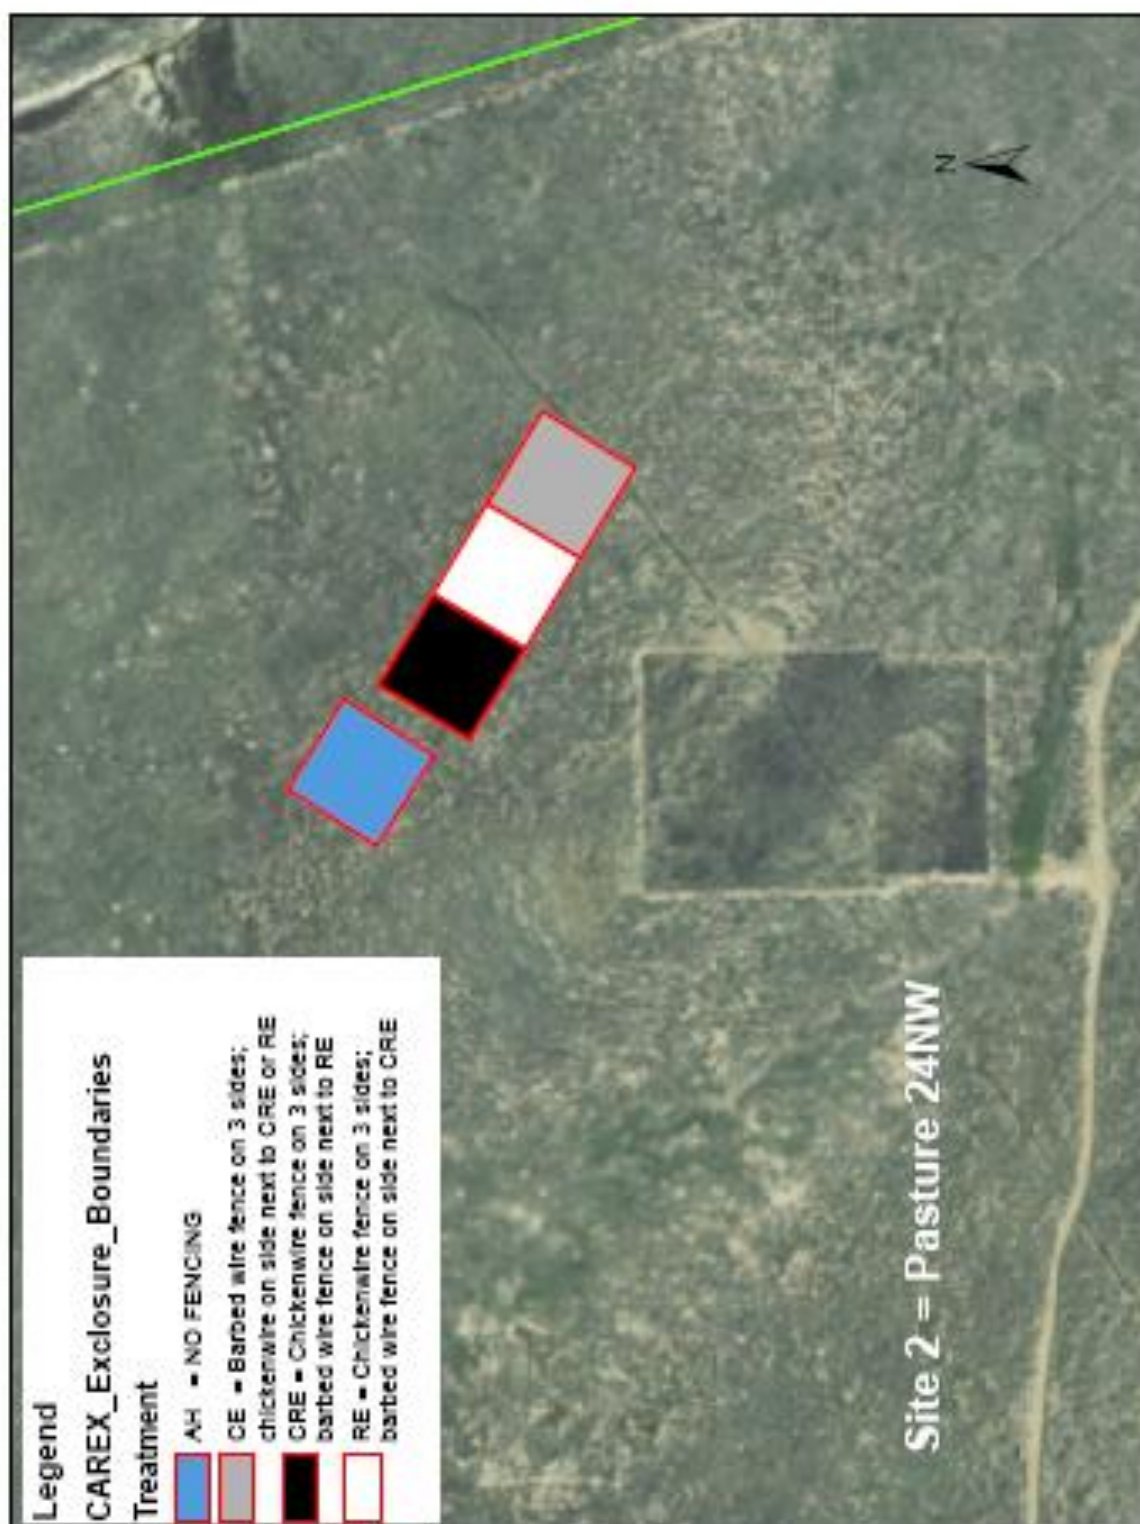 Legend
CAREX_Exclosure_Boundaries
Treatment
AH = NO FENCING
CE = Barbed wire fence on 3 sides;
chickenwire on side next to CRE or RE
CRE = Chickenwire fence on 3 sides;
barbed wire fence on side next to RE
RE = Chickenwire fence on 3 sides;
barbed wire fence on side next to CRE
N
Site 2 = Pasture 24NW